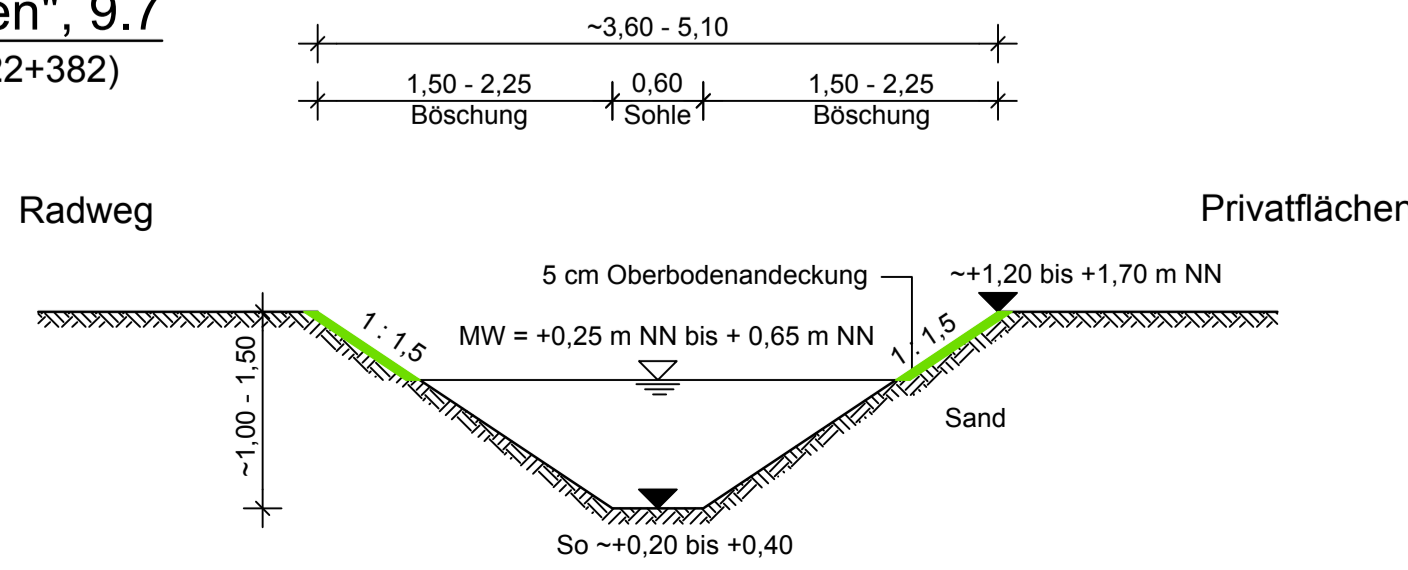 en", 9.7
22+382)
~3,60 - 5,10
1,50 - 2,25
0,60
1,50 - 2,25
Böschung
Sohle
Böschung
Radweg
Privatflächen
5 cm Oberbodenandeckung
~+1,20 bis +1,70 m NN
1 : 1,5
MW = +0,25 m NN bis + 0,65 m NN
1 : 1,5
~1,00 - 1,50
Sand
So ~+0,20 bis +0,40